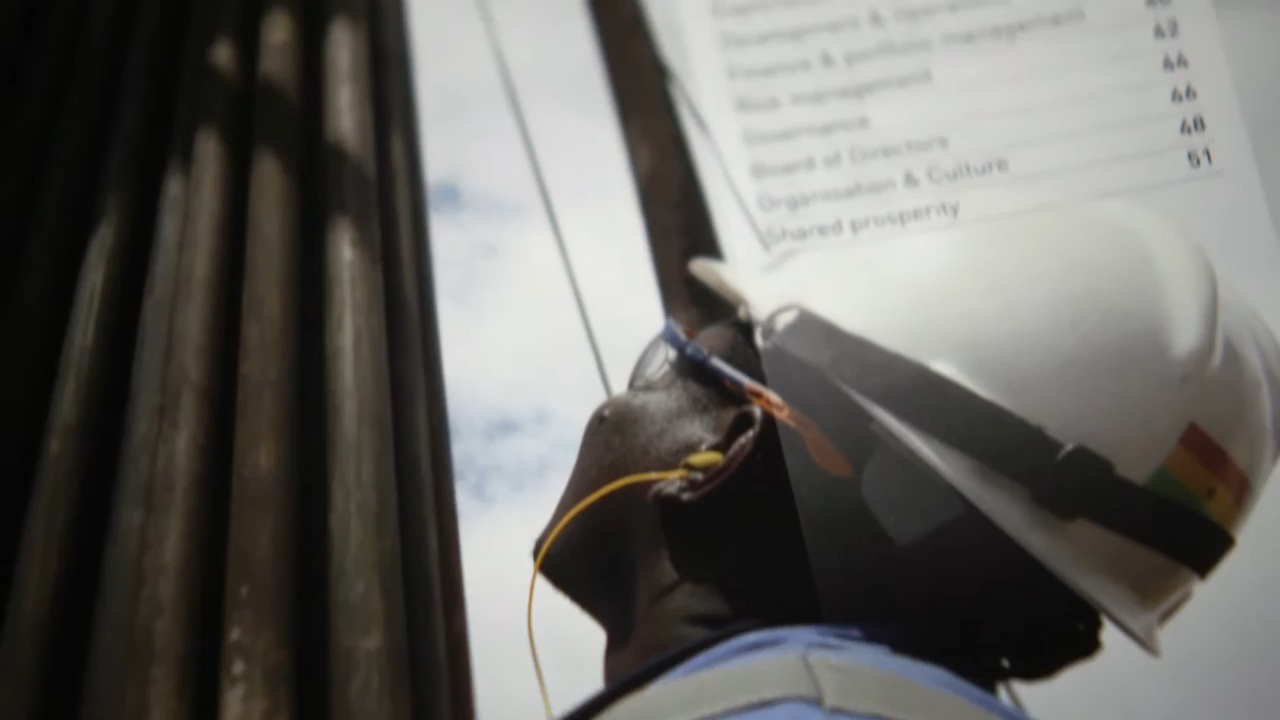 Development & Operations
Finance & portfolio management 42
Risk management 44
Governance 46
Board of Directors 48
Organisation & Culture 51
Shared prosperity